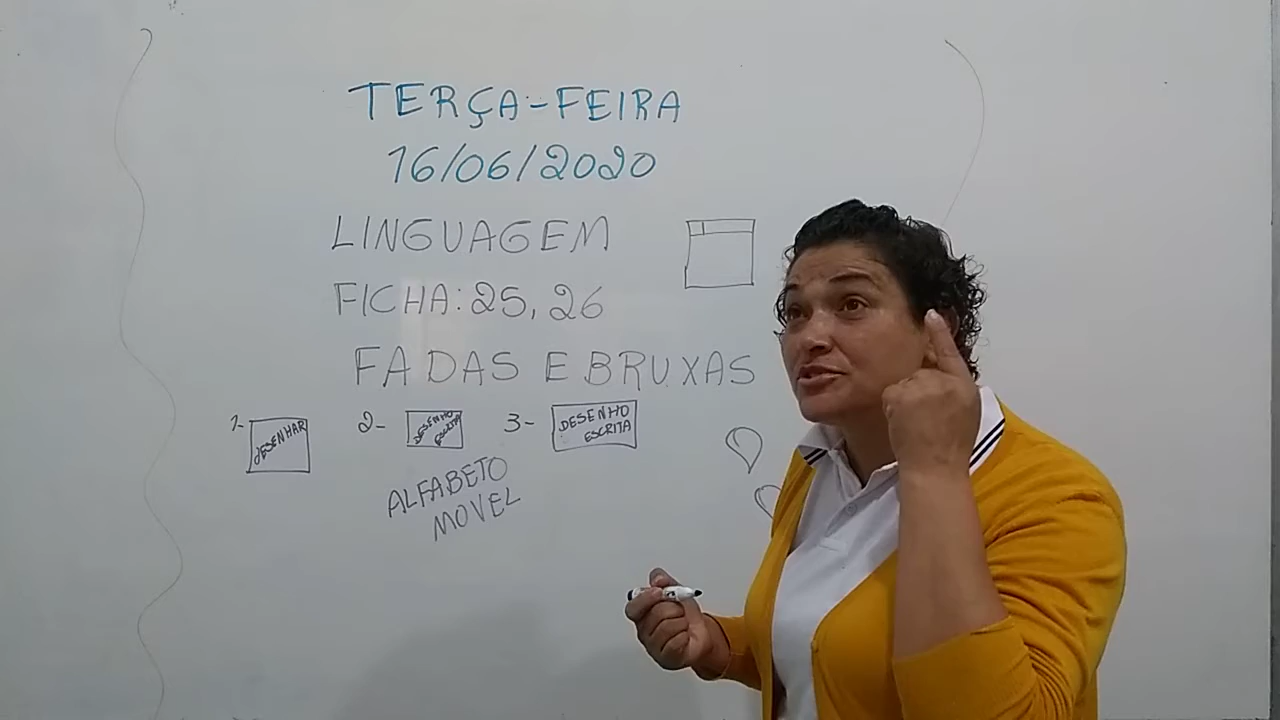 TERÇA-FEIRA
16/06/2020
LINGUAGEM
FICHA: 25, 26
FADAS E BRUXAS
1- DESENHAR
2- DESENHO
ESCRITA
3- DESENHO
ESCRITA
ALFABETO
MOVEL